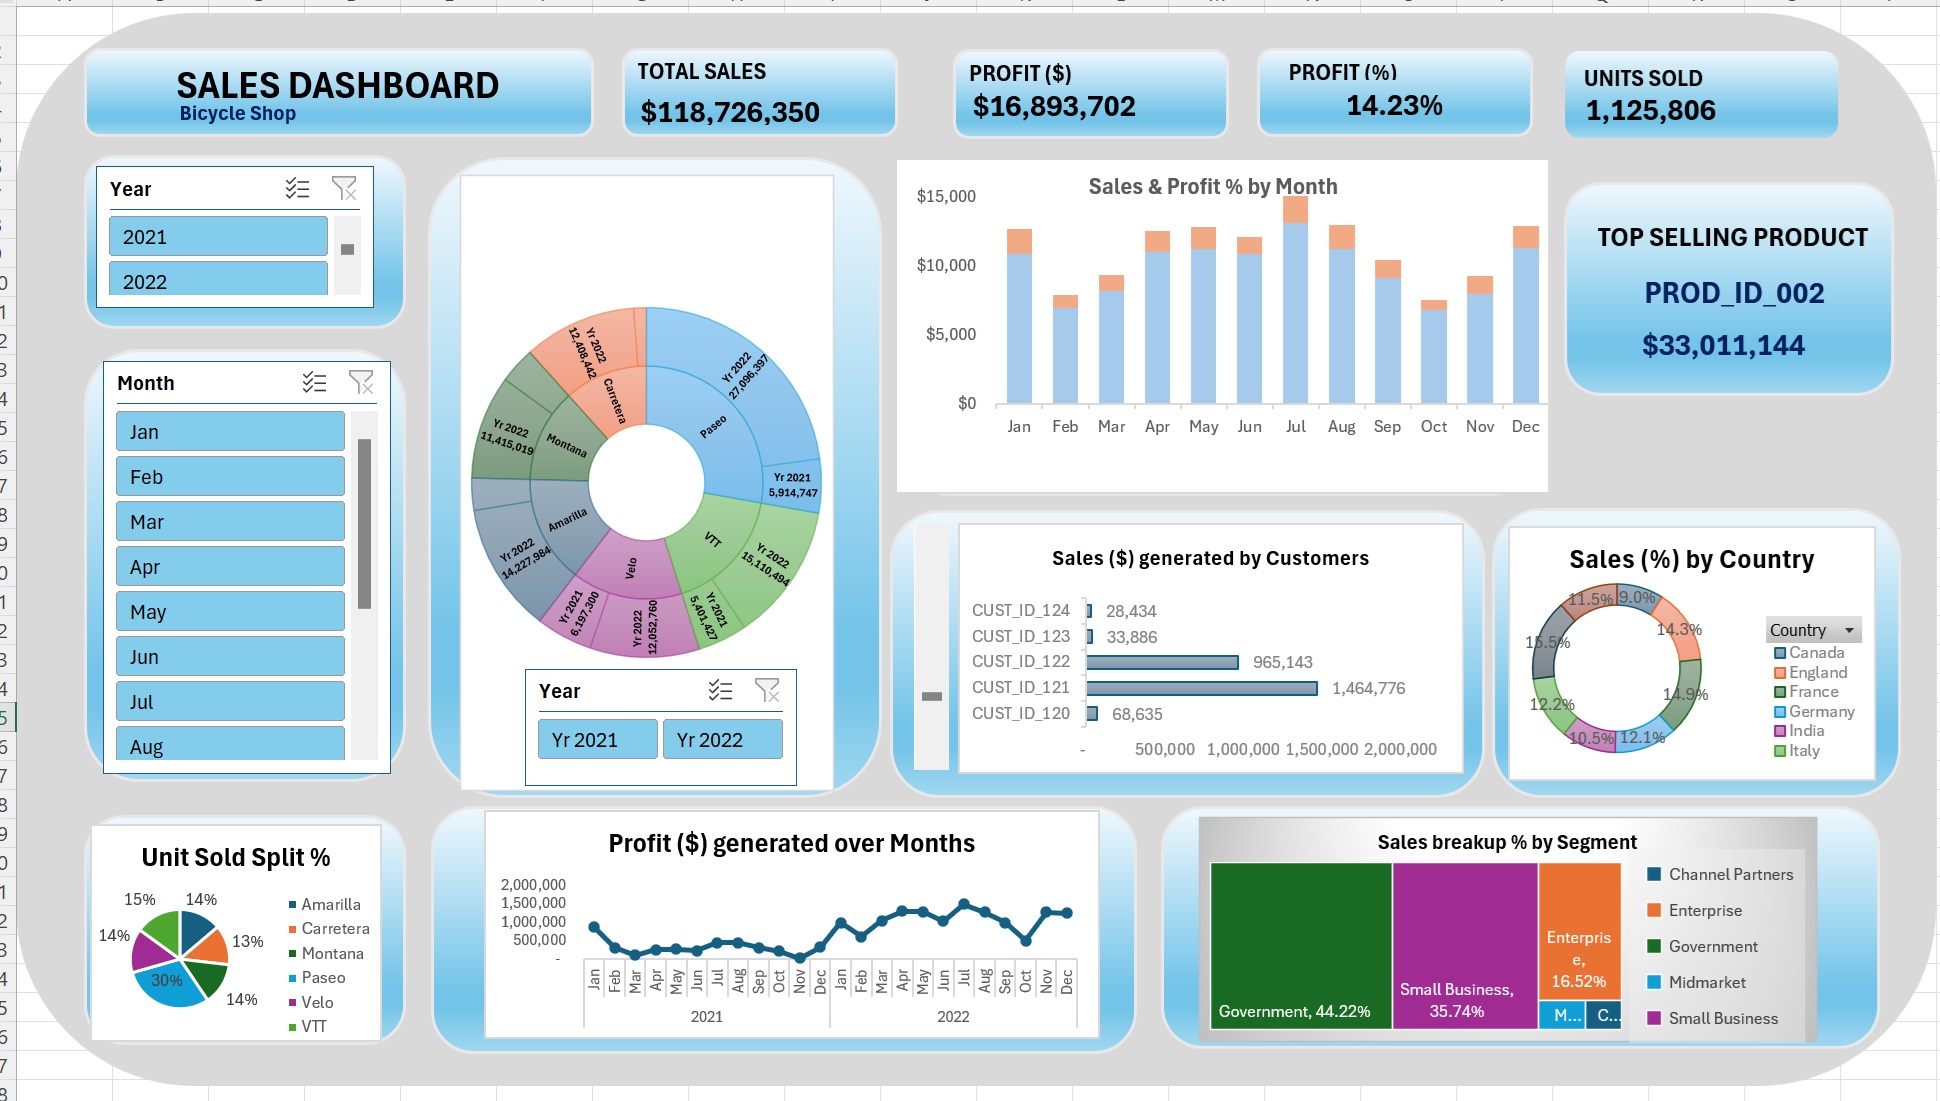 SALES DASHBOARD
Bicycle Shop
TOTAL SALES
$118,726,350
PROFIT ($)
$16,893,702
PROFIT (%)
14.23%
UNITS SOLD
1,125,806
Year
2021
2022
Month
Jan
Feb
Mar
Apr
May
Jun
Jul
Aug
Paseo
Yr 2022
27,096,397
Yr 2021
5,914,747
VTT
Yr 2022
15,110,494
Yr 2021
5,401,427
Velo
Yr 2022
12,052,760
Yr 2021
6,197,300
Amarilla
Yr 2022
14,227,984
Montana
Yr 2022
11,415,019
Carretera
Yr 2022
12,408,442
Year
Yr 2021
Yr 2022
Sales & Profit % by Month
$15,000
$10,000
$5,000
$0
Jan Feb Mar Apr May Jun Jul Aug Sep Oct Nov Dec
TOP SELLING PRODUCT
PROD_ID_002
$33,011,144
Sales ($) generated by Customers
CUST_ID_124 28,434
CUST_ID_123 33,886
CUST_ID_122 965,143
CUST_ID_121 1,464,776
CUST_ID_120 68,635
- 500,000 1,000,000 1,500,000 2,000,000
Sales (%) by Country
9.0%
14.3%
14.9%
12.1%
10.5%
12.2%
15.5%
11.5%
Country
Canada
England
France
Germany
India
Italy
Unit Sold Split %
14%
13%
14%
30%
14%
15%
Amarilla
Carretera
Montana
Paseo
Velo
VTT
Profit ($) generated over Months
2,000,000
1,500,000
1,000,000
500,000
-
Jan Feb Mar Apr May Jun Jul Aug Sep Oct Nov Dec Jan Feb Mar Apr May Jun Jul Aug Sep Oct Nov Dec
2021 2022
Sales breakup % by Segment
Government, 44.22%
Small Business,
35.74%
Enterpris
e,
16.52%
M...
C...
Channel Partners
Enterprise
Government
Midmarket
Small Business